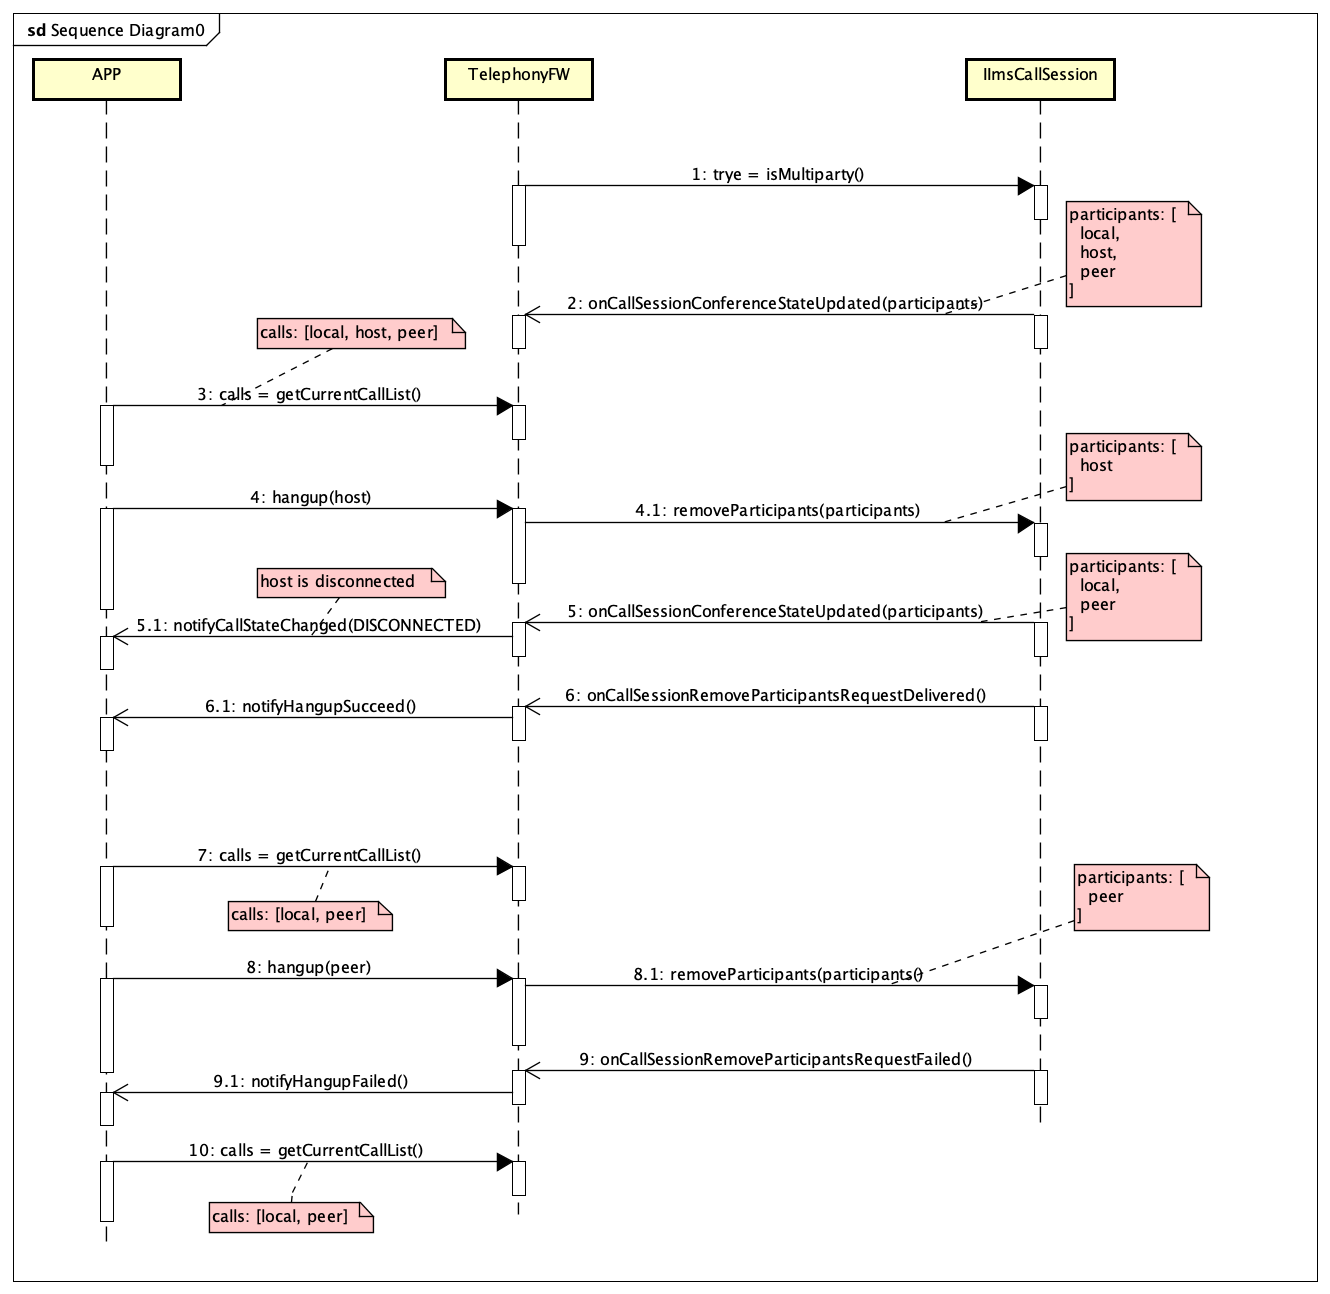 sd Sequence Diagram0
APP
TelephonyFW
IImsCallSession
1: trye = isMultiparty()
participants: [
local,
host,
peer
]
2: onCallSessionConferenceStateUpdated(participants)
calls: [local, host, peer]
3: calls = getCurrentCallList()
participants: [
host
]
4: hangup(host)
4.1: removeParticipants(participants)
participants: [
local,
peer
]
host is disconnected
5: onCallSessionConferenceStateUpdated(participants)
5.1: notifyCallStateChanged(DISCONNECTED)
6: onCallSessionRemoveParticipantsRequestDelivered()
6.1: notifyHangupSucceed()
7: calls = getCurrentCallList()
participants: [
peer
]
calls: [local, peer]
8: hangup(peer)
8.1: removeParticipants(participants()
9: onCallSessionRemoveParticipantsRequestFailed()
9.1: notifyHangupFailed()
10: calls = getCurrentCallList()
calls: [local, peer]